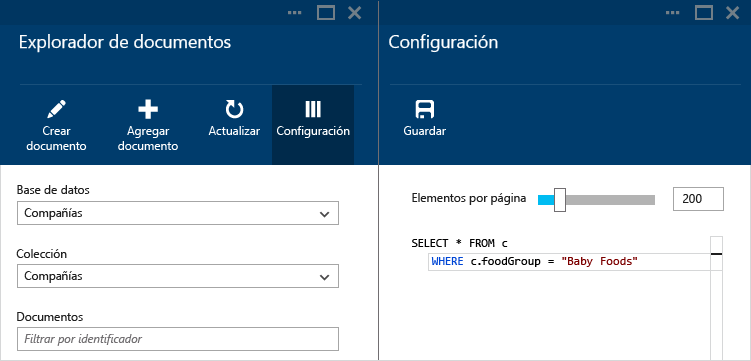 Explorador de documentos
Crear
documento
Agregar
documento
Actualizar
Configuración
Base de datos
Compañías
Colección
Compañías
Documentos
Filtrar por identificador
Configuración
Guardar
Elementos por página
200
SELECT * FROM c
WHERE c.foodGroup = "Baby Foods"